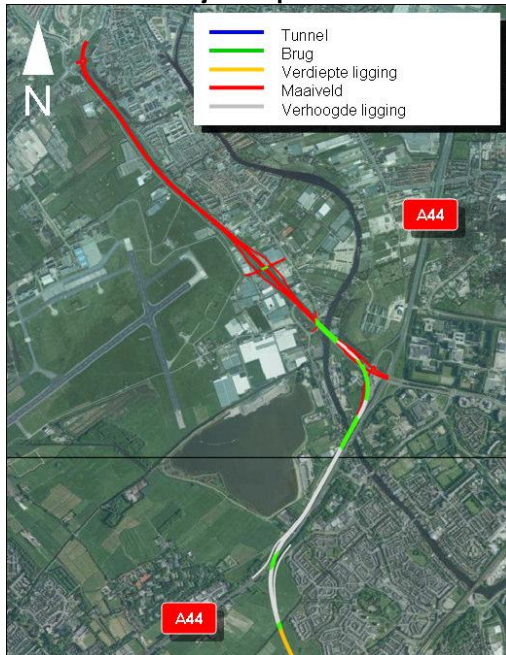 Tunnel
Brug
Verdiepte ligging
Maaiveld
Verhoogde ligging
N
A44
A44